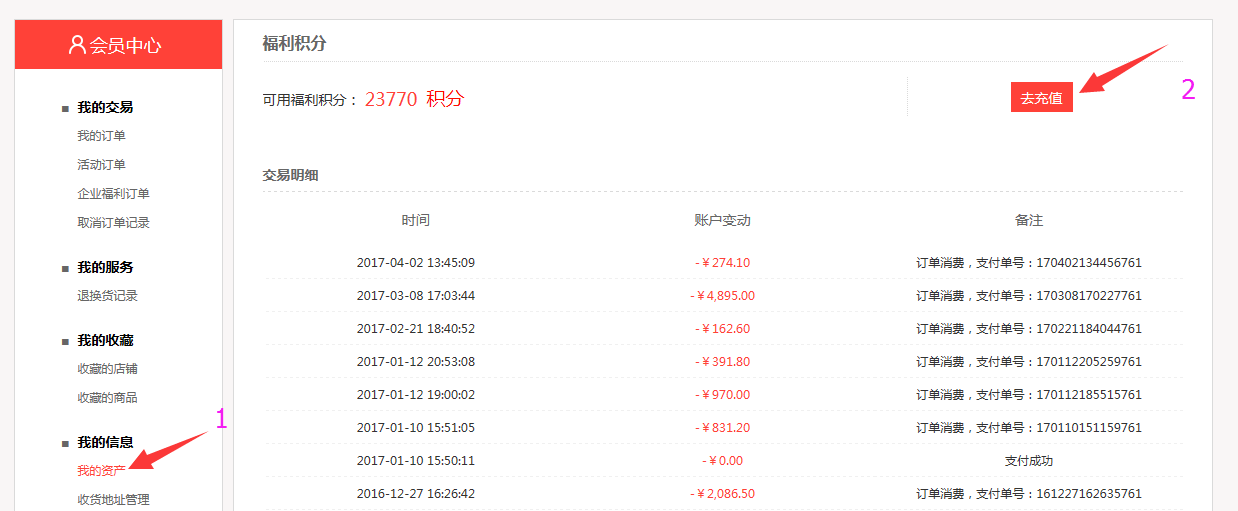 会员中心
我的交易
我的订单
活动订单
企业福利订单
取消订单记录
我的服务
退换货记录
我的收藏
收藏的店铺
收藏的商品
1
我的信息
我的资产
收货地址管理
福利积分
可用福利积分： 23770 积分
去充值
2
交易明细
时间 账户变动 备注
2017-04-02 13:45:09 -￥274.10 订单消费，支付单号：170402134456761
2017-03-08 17:03:44 -￥4,895.00 订单消费，支付单号：170308170227761
2017-02-21 18:40:52 -￥162.60 订单消费，支付单号：170221184044761
2017-01-12 20:53:08 -￥391.80 订单消费，支付单号：170112205259761
2017-01-12 19:00:02 -￥970.00 订单消费，支付单号：170112185515761
2017-01-10 15:51:05 -￥831.20 订单消费，支付单号：170110151159761
2017-01-10 15:50:11 -￥0.00 支付成功
2016-12-27 16:26:42 -￥2,086.50 订单消费，支付单号：161227162635761